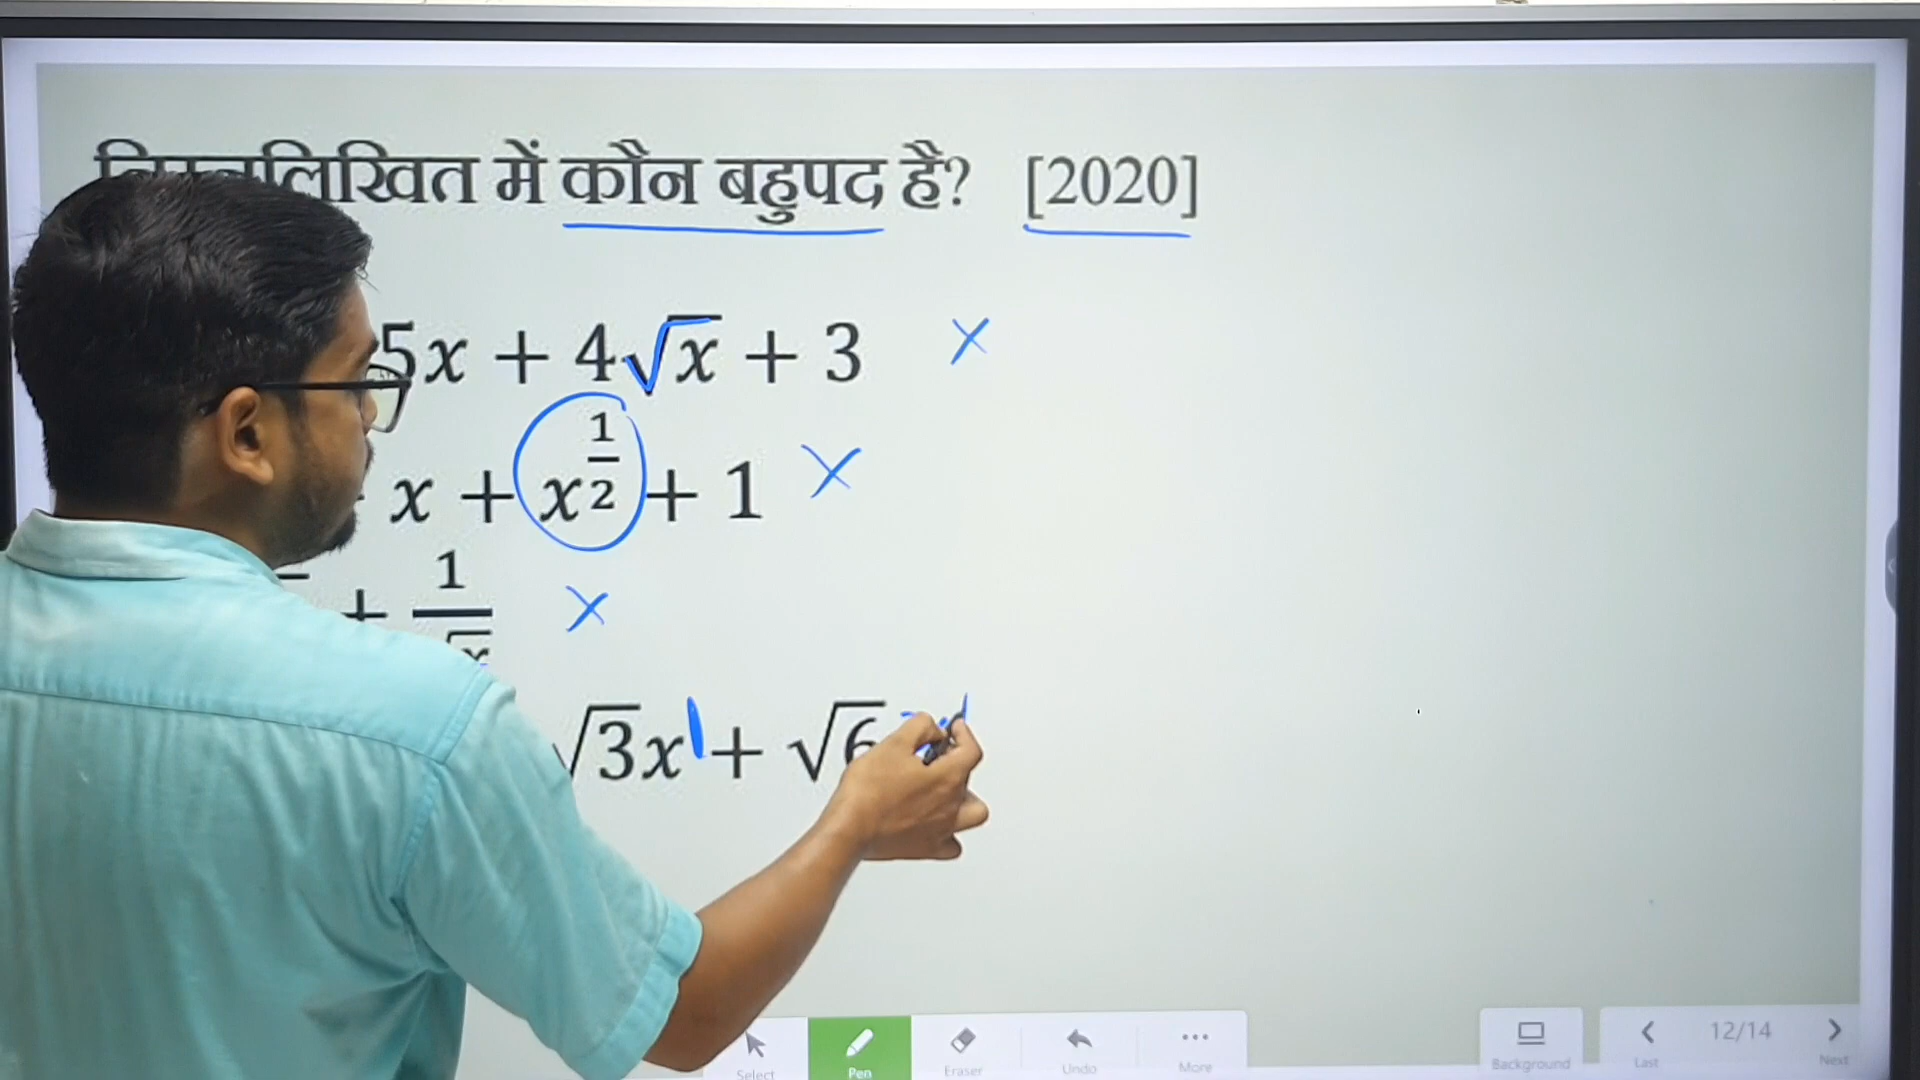 में कौन बहुपद है? [2020]
5x + 4√x + 3 ×
x + x^{1/2} + 1 ×
+ 1/√x ×
√3x^1 + √6
Select Pen Eraser Undo More Background Last 12/14 Next